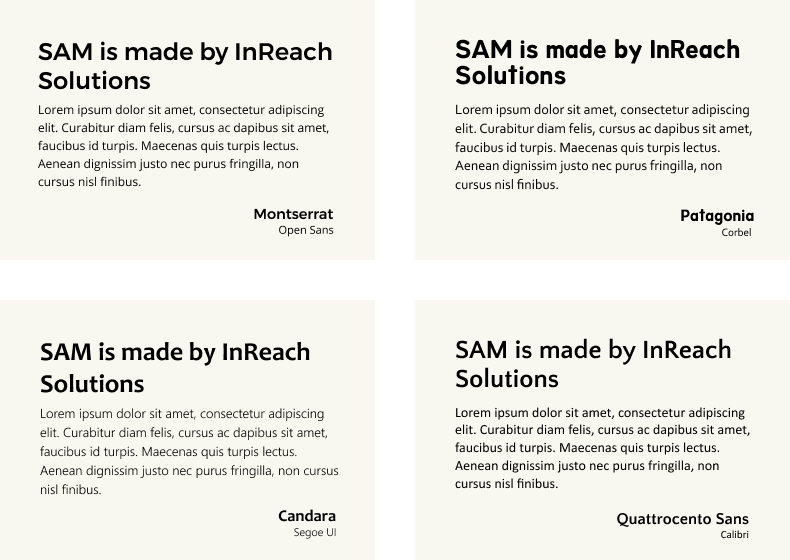 SAM is made by InReach
Solutions
Lorem ipsum dolor sit amet, consectetur adipiscing
elit. Curabitur diam felis, cursus ac dapibus sit amet,
faucibus id turpis. Maecenas quis turpis lectus.
Aenean dignissim justo nec purus fringilla, non
cursus nisl finibus.
Montserrat
Open Sans
SAM is made by InReach
Solutions
Lorem ipsum dolor sit amet, consectetur adipiscing
elit. Curabitur diam felis, cursus ac dapibus sit amet,
faucibus id turpis. Maecenas quis turpis lectus.
Aenean dignissim justo nec purus fringilla, non
cursus nisl finibus.
Patagonia
Corbel
SAM is made by InReach
Solutions
Lorem ipsum dolor sit amet, consectetur adipiscing
elit. Curabitur diam felis, cursus ac dapibus sit amet,
faucibus id turpis. Maecenas quis turpis lectus.
Aenean dignissim justo nec purus fringilla, non cursus
nisl finibus.
Candara
Segoe UI
SAM is made by InReach
Solutions
Lorem ipsum dolor sit amet, consectetur adipiscing
elit. Curabitur diam felis, cursus ac dapibus sit amet,
faucibus id turpis. Maecenas quis turpis lectus.
Aenean dignissim justo nec purus fringilla, non
cursus nisl finibus.
Quattrocento Sans
Calibri